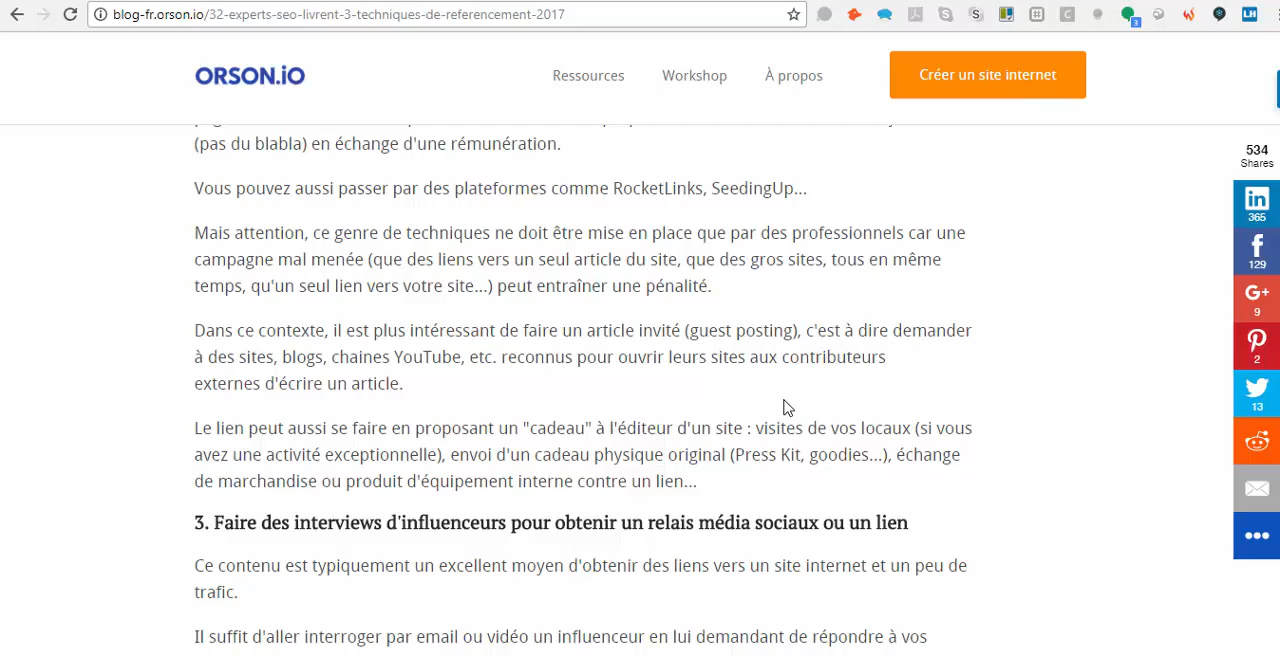 blog-fr.orson.io/32-experts-seo-livrent-3-techniques-de-referencement-2017
3
LH
ORSON.iO
Ressources
Workshop
À propos
Créer un site internet
(pas du blabla) en échange d'une rémunération.
Vous pouvez aussi passer par des plateformes comme RocketLinks, SeedingUp...
Mais attention, ce genre de techniques ne doit être mise en place que par des professionnels car une
campagne mal menée (que des liens vers un seul article du site, que des gros sites, tous en même
temps, qu'un seul lien vers votre site...) peut entraîner une pénalité.
Dans ce contexte, il est plus intéressant de faire un article invité (guest posting), c'est à dire demander
à des sites, blogs, chaines YouTube, etc. reconnus pour ouvrir leurs sites aux contributeurs
externes d'écrire un article.
Le lien peut aussi se faire en proposant un "cadeau" à l'éditeur d'un site : visites de vos locaux (si vous
avez une activité exceptionnelle), envoi d'un cadeau physique original (Press Kit, goodies...), échange
de marchandise ou produit d'équipement interne contre un lien...
3. Faire des interviews d'influenceurs pour obtenir un relais média sociaux ou un lien
Ce contenu est typiquement un excellent moyen d'obtenir des liens vers un site internet et un peu de
trafic.
Il suffit d'aller interroger par email ou vidéo un influenceur en lui demandant de répondre à vos
534
Shares
in
365
f
129
G+
9
2
13